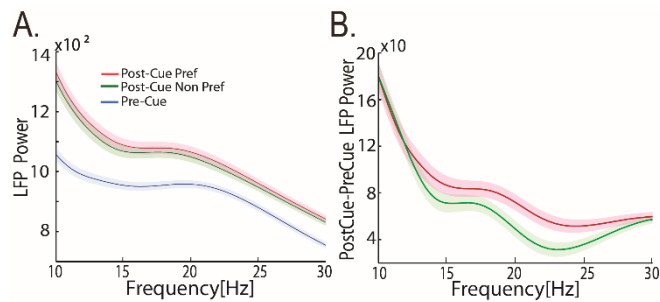 A.
x10 2
14
12
10
8
LFP Power
Post-Cue Pref
Post-Cue Non Pref
Pre-Cue
10 15 20 25 30
Frequency[Hz]
B.
x10
20
16
12
8
4
PostCue-PreCue LFP Power
10 15 20 25 30
Frequency[Hz]